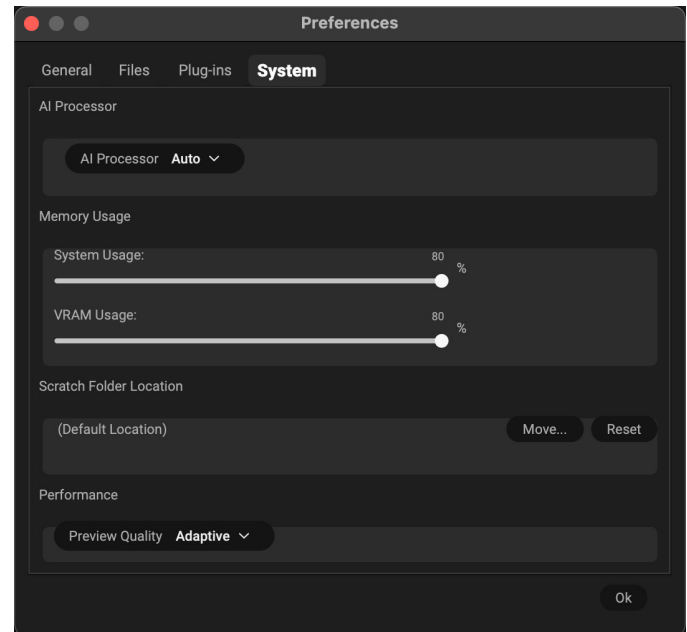 Preferences
General Files Plug-ins System
AI Processor
AI Processor Auto
Memory Usage
System Usage: 80 %
VRAM Usage: 80 %
Scratch Folder Location
(Default Location) Move... Reset
Performance
Preview Quality Adaptive
Ok